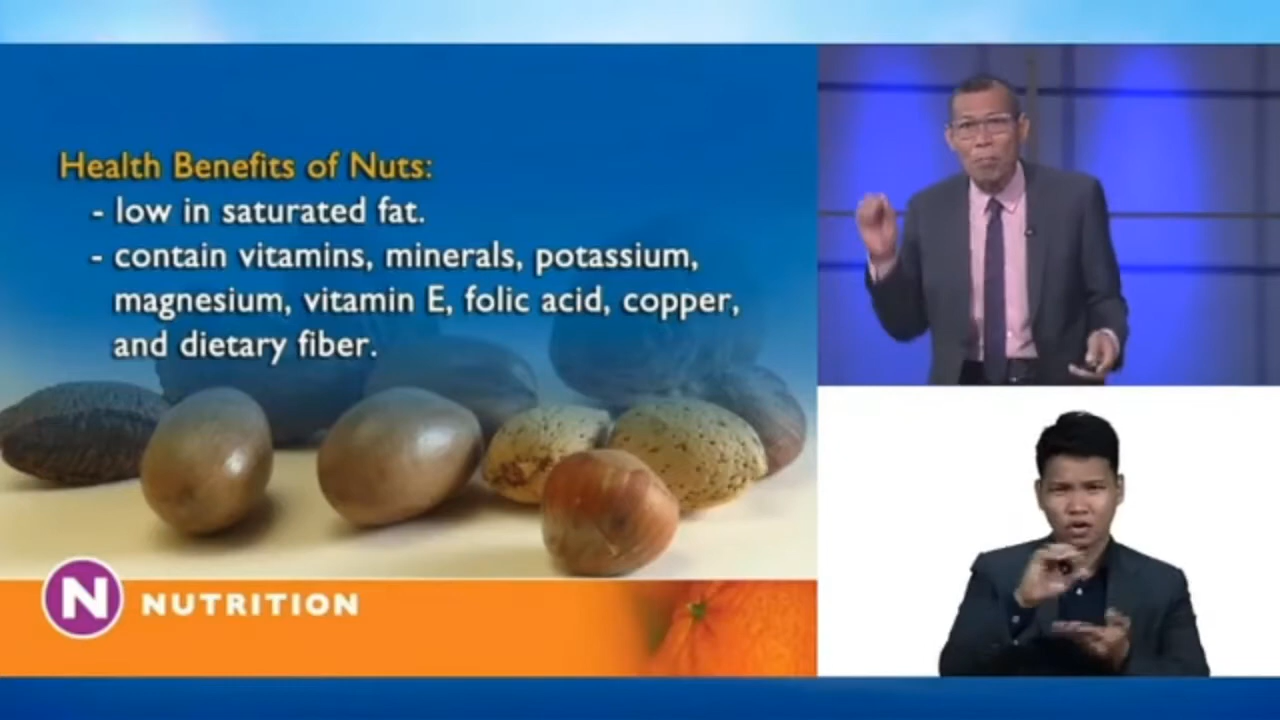 Health Benefits of Nuts:
- low in saturated fat.
- contain vitamins, minerals, potassium,
magnesium, vitamin E, folic acid, copper,
and dietary fiber.
N NUTRITION